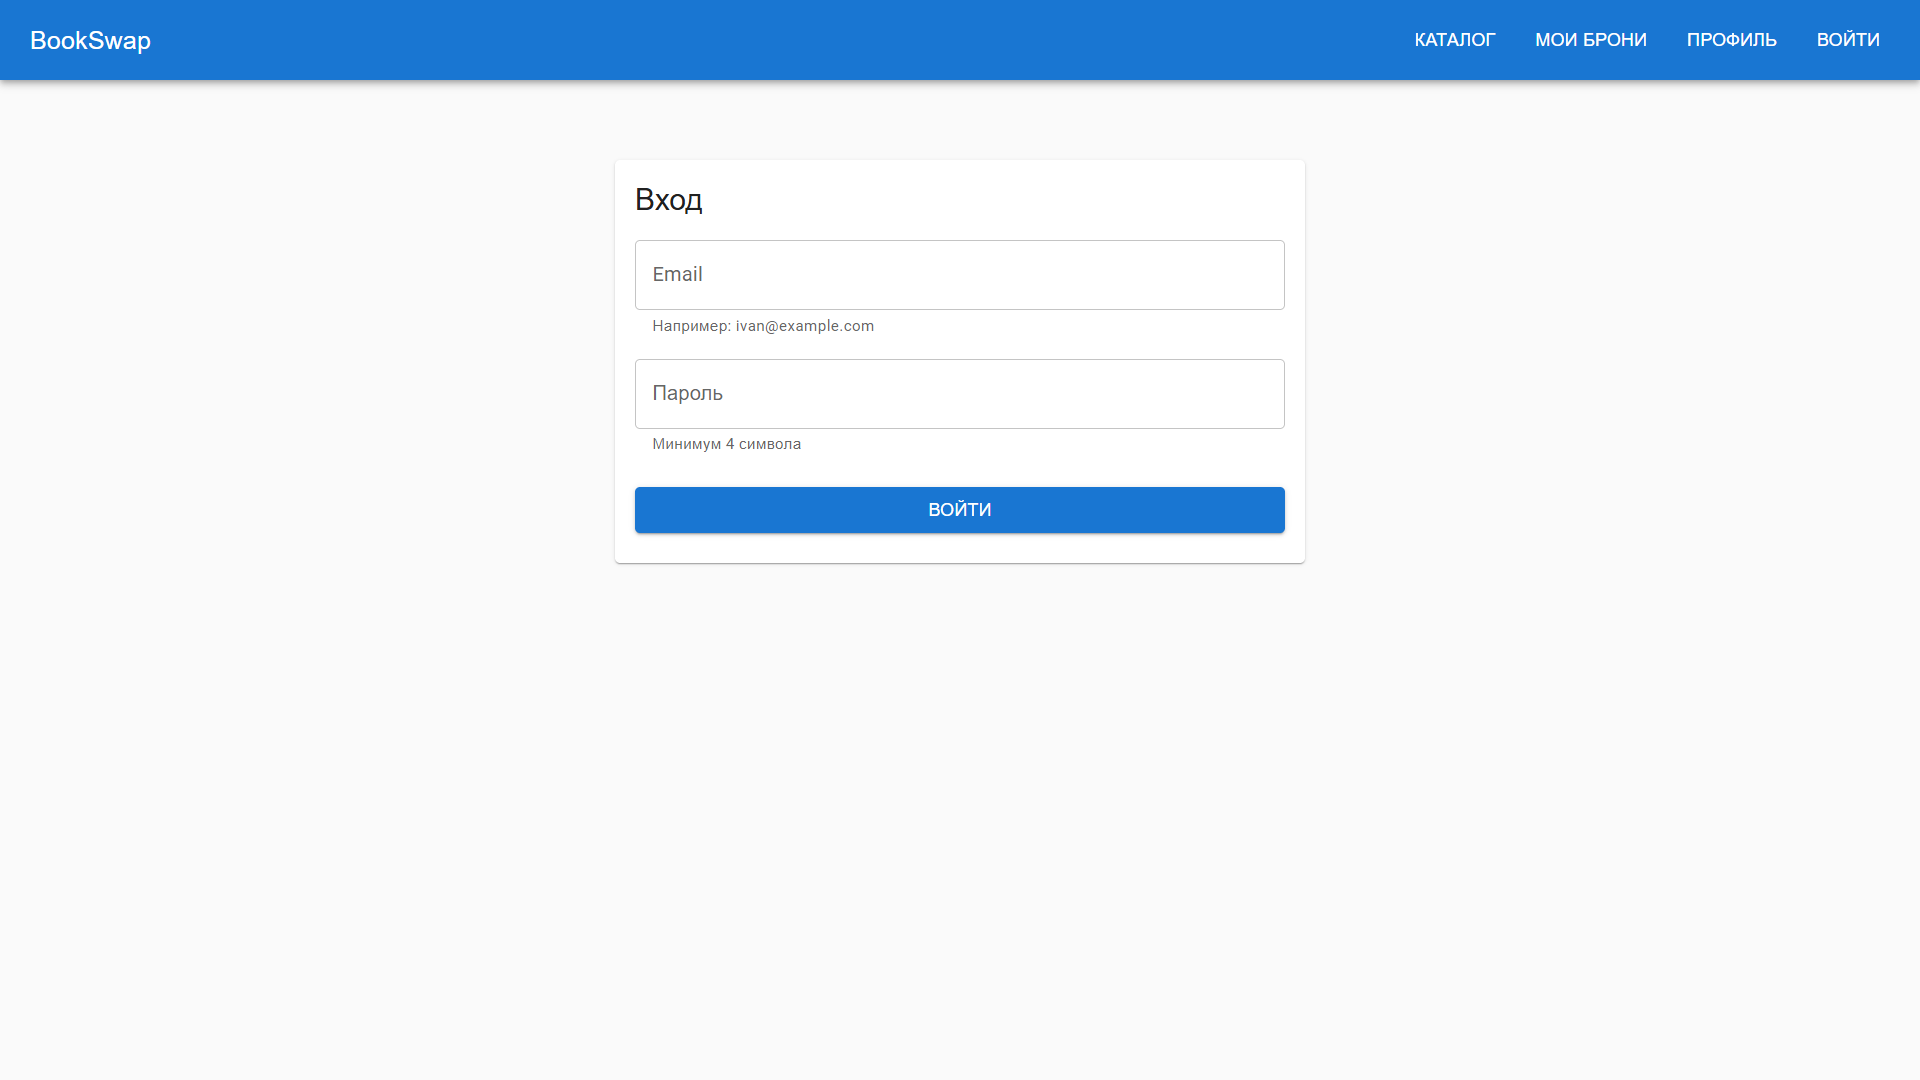 BookSwap
КАТАЛОГ
МОИ БРОНИ
ПРОФИЛЬ
ВОЙТИ
Вход
Email
Например: ivan@example.com
Пароль
Минимум 4 символа
ВОЙТИ